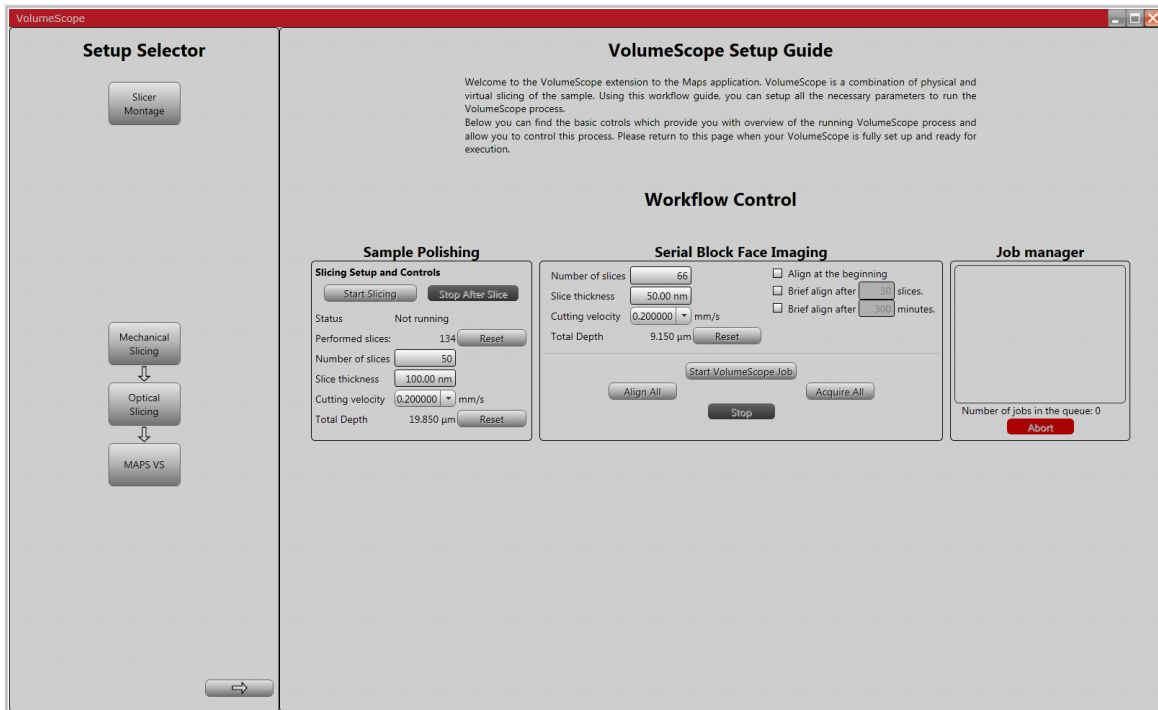 VolumeScope
Setup Selector
Slicer
Montage
Mechanical
Slicing
Optical
Slicing
MAPS VS
VolumeScope Setup Guide
Welcome to the VolumeScope extension to the Maps application. VolumeScope is a combination of physical and
virtual slicing of the sample. Using this workflow guide, you can setup all the necessary parameters to run the
VolumeScope process.
Below you can find the basic cotrols which provide you with overview of the running VolumeScope process and
allow you to control this process. Please return to this page when your VolumeScope is fully set up and ready for
execution.
Workflow Control
Sample Polishing
Slicing Setup and Controls
Start Slicing Stop After Slice
Status Not running
Performed slices: 134 Reset
Number of slices 50
Slice thickness 100.00 nm
Cutting velocity 0.200000 mm/s
Total Depth 19.850 µm Reset
Serial Block Face Imaging
Number of slices 66
Slice thickness 50.00 nm
Cutting velocity 0.200000 mm/s
Total Depth 9.150 µm Reset
Align at the beginning
Brief align after 30 slices.
Brief align after 300 minutes.
Start VolumeScope Job
Align All Acquire All
Stop
Job manager
Number of jobs in the queue: 0
Abort